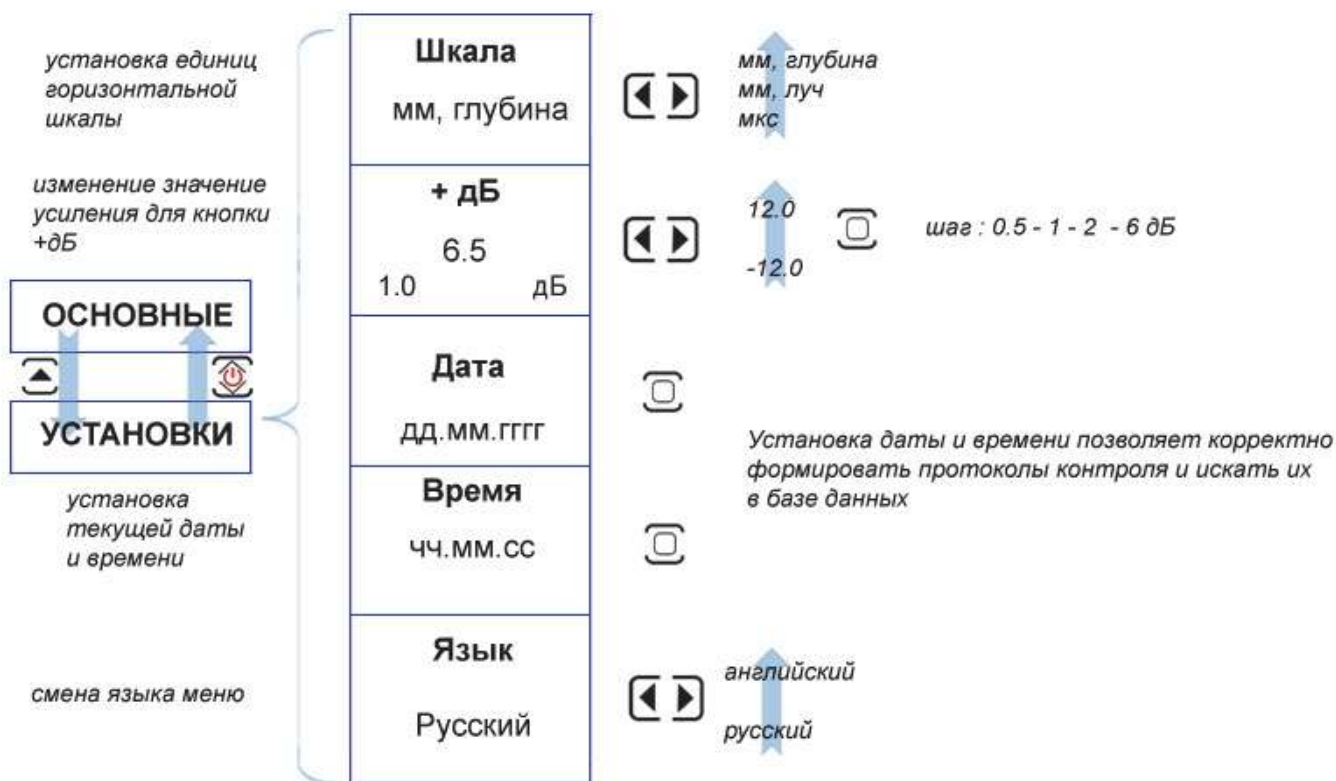 установка единиц
горизонтальной
шкалы
Шкала
мм, глубина
мм, глубина
мм, луч
мкс
изменение значение
усиления для кнопки
+дБ
+ дБ
6.5
1.0 дБ
12.0
-12.0
шаг : 0.5 - 1 - 2 - 6 дБ
ОСНОВНЫЕ
УСТАНОВКИ
установка
текущей даты
и времени
Дата
дд.мм.гггг
Время
чч.мм.сс
Установка даты и времени позволяет корректно
формировать протоколы контроля и искать их
в базе данных
смена языка меню
Язык
Русский
английский
русский